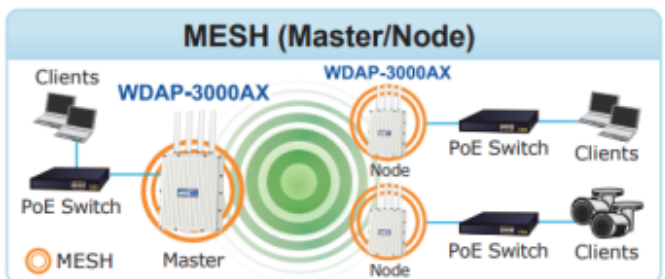 MESH (Master/Node)
Clients
WDAP-3000AX
PoE Switch
Master
MESH
WDAP-3000AX
Node
PoE Switch
Clients
Node
PoE Switch
Clients